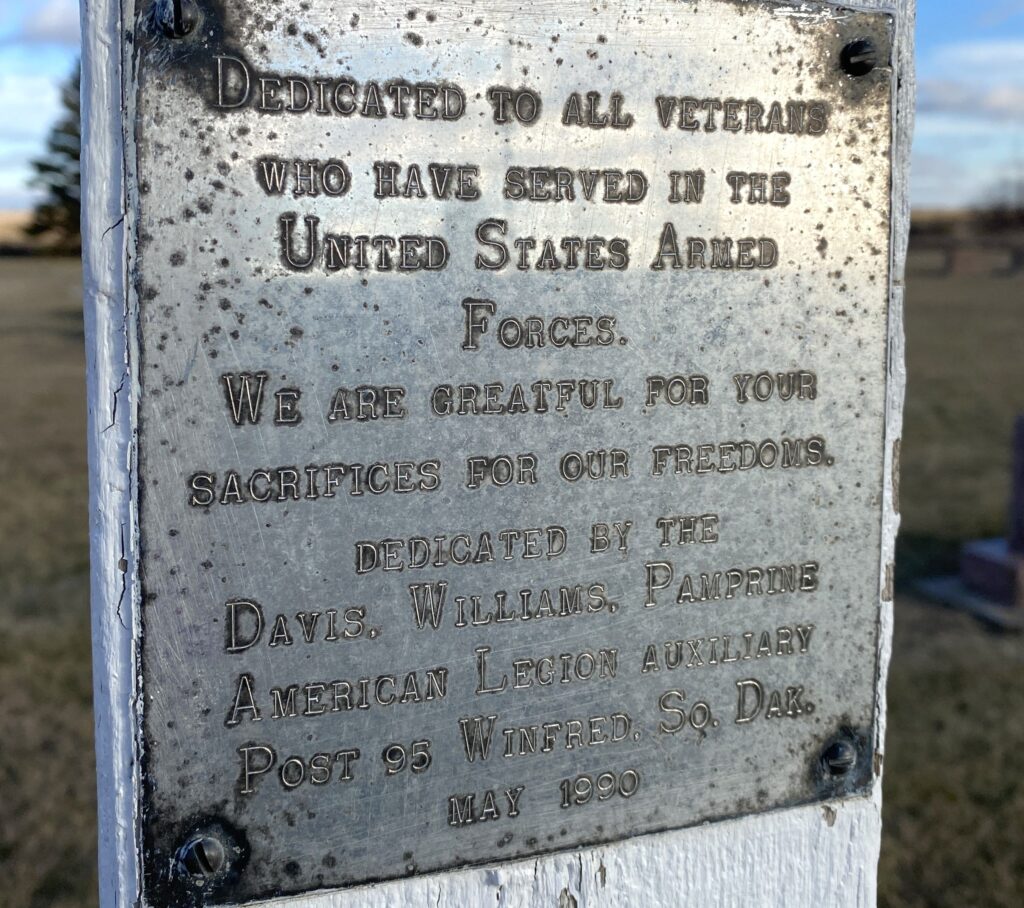 Dedicated to all veterans
who have served in the
United States Armed
Forces.
We are greatful for your
sacrifices for our freedoms.
dedicated by the
Davis, Williams, Pamprine
American Legion auxiliary
Post 95 Winfred, So. Dak.
may 1990